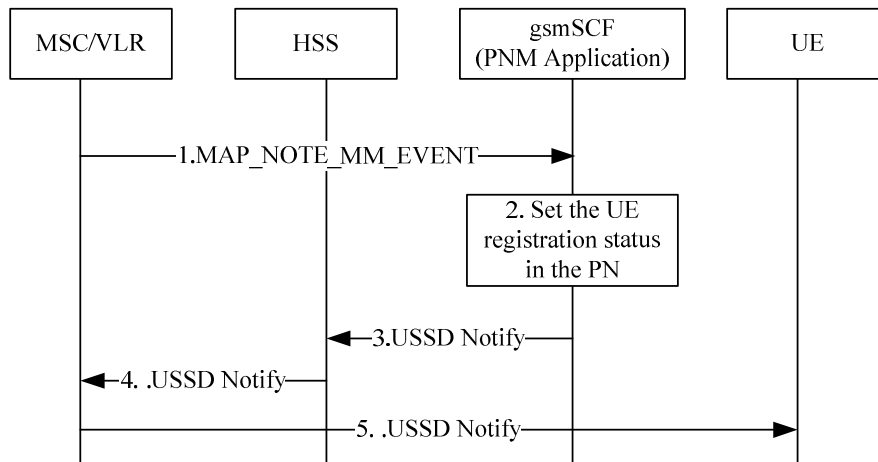 MSC/VLR
HSS
gsmSCF
(PNM Application)
UE
1.MAP_NOTE_MM_EVENT
2. Set the UE
registration status
in the PN
3.USSD Notify
4. .USSD Notify
5. .USSD Notify